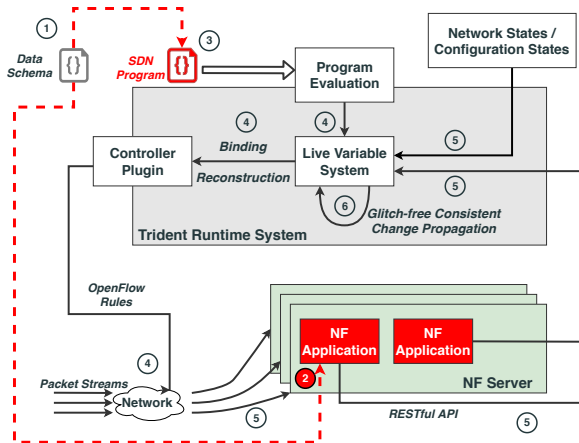 1
Data
Schema
{}
SDN
Program
{}
3
Program
Evaluation
Network States /
Configuration States
4
4
5
Controller
Plugin
Binding
Reconstruction
Live Variable
System
5
6
Glitch-free Consistent
Change Propagation
Trident Runtime System
OpenFlow
Rules
4
Packet Streams
Network
5
NF
Application
NF
Application
2
NF Server
RESTful API
5